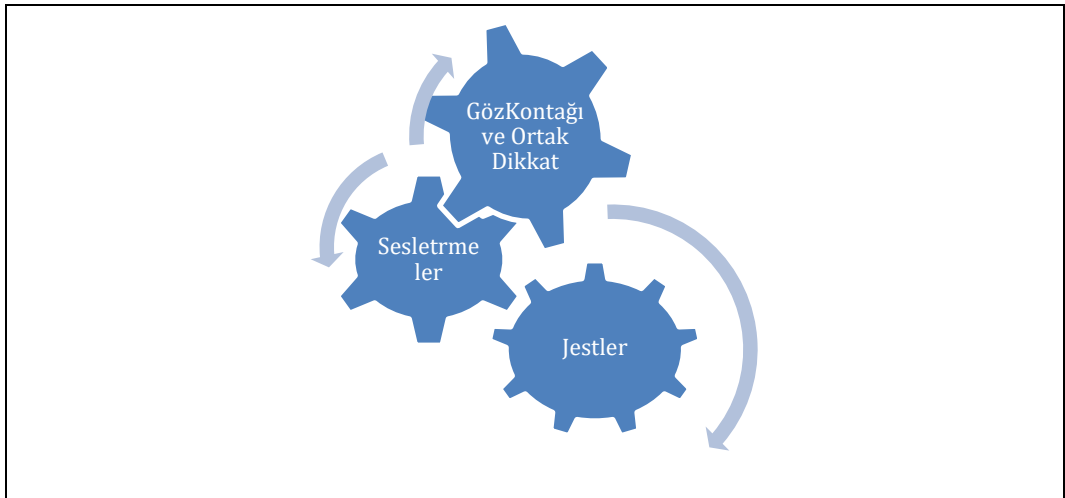 GözKontağı
ve Ortak
Dikkat
Sesletrme
ler
Jestler